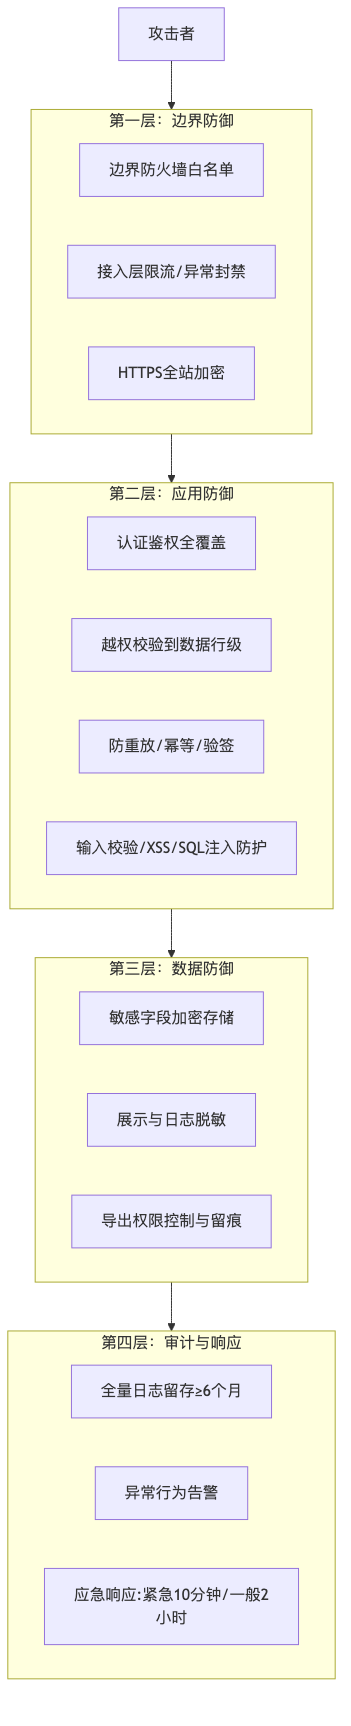 攻击者
第一层：边界防御
边界防火墙白名单
接入层限流/异常封禁
HTTPS全站加密
第二层：应用防御
认证鉴权全覆盖
越权校验到数据行级
防重放/幂等/验签
输入校验/XSS/SQL注入防护
第三层：数据防御
敏感字段加密存储
展示与日志脱敏
导出权限控制与留痕
第四层：审计与响应
全量日志留存≥6个月
异常行为告警
应急响应:紧急10分钟/一般2
小时